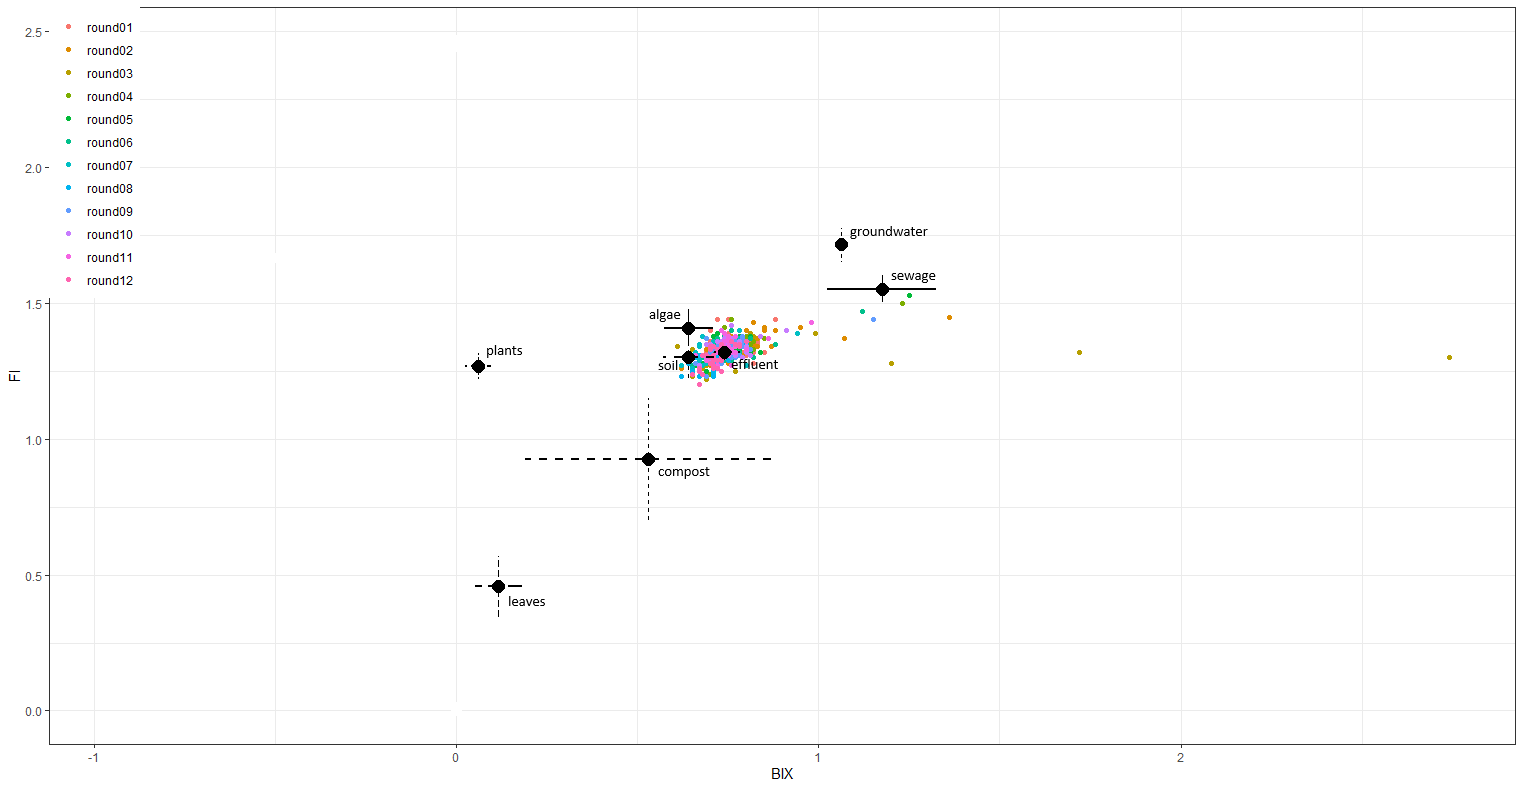 2.5
round01
round02
round03
round04
round05
round06
round07
round08
round09
round10
round11
round12
2.0
1.5
1.0
0.5
0.0
FI
groundwater
sewage
algae
plants
soil
effluent
compost
leaves
-1
0
1
2
BIX